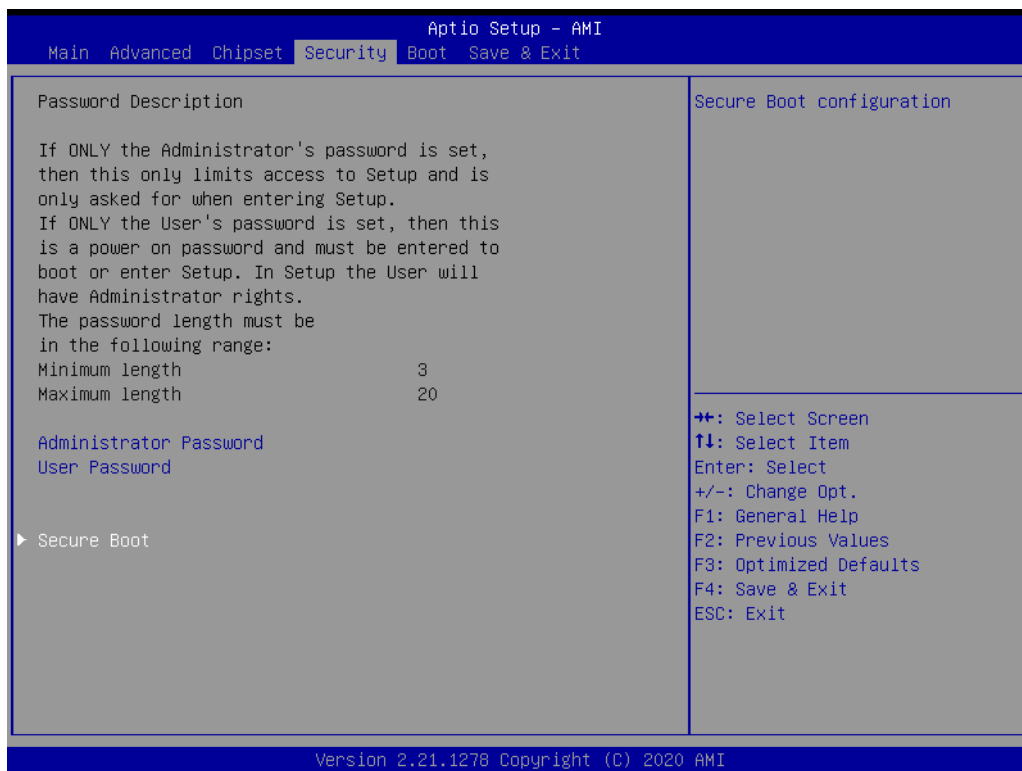 Aptio Setup – AMI
Main Advanced Chipset Security Boot Save & Exit
Password Description
If ONLY the Administrator's password is set,
then this only limits access to Setup and is
only asked for when entering Setup.
If ONLY the User's password is set, then this
is a power on password and must be entered to
boot or enter Setup. In Setup the User will
have Administrator rights.
The password length must be
in the following range:
Minimum length 3
Maximum length 20
Administrator Password
User Password
► Secure Boot
Secure Boot configuration
→←: Select Screen
↑↓: Select Item
Enter: Select
+/-: Change Opt.
F1: General Help
F2: Previous Values
F3: Optimized Defaults
F4: Save & Exit
ESC: Exit
Version 2.21.1278 Copyright (C) 2020 AMI